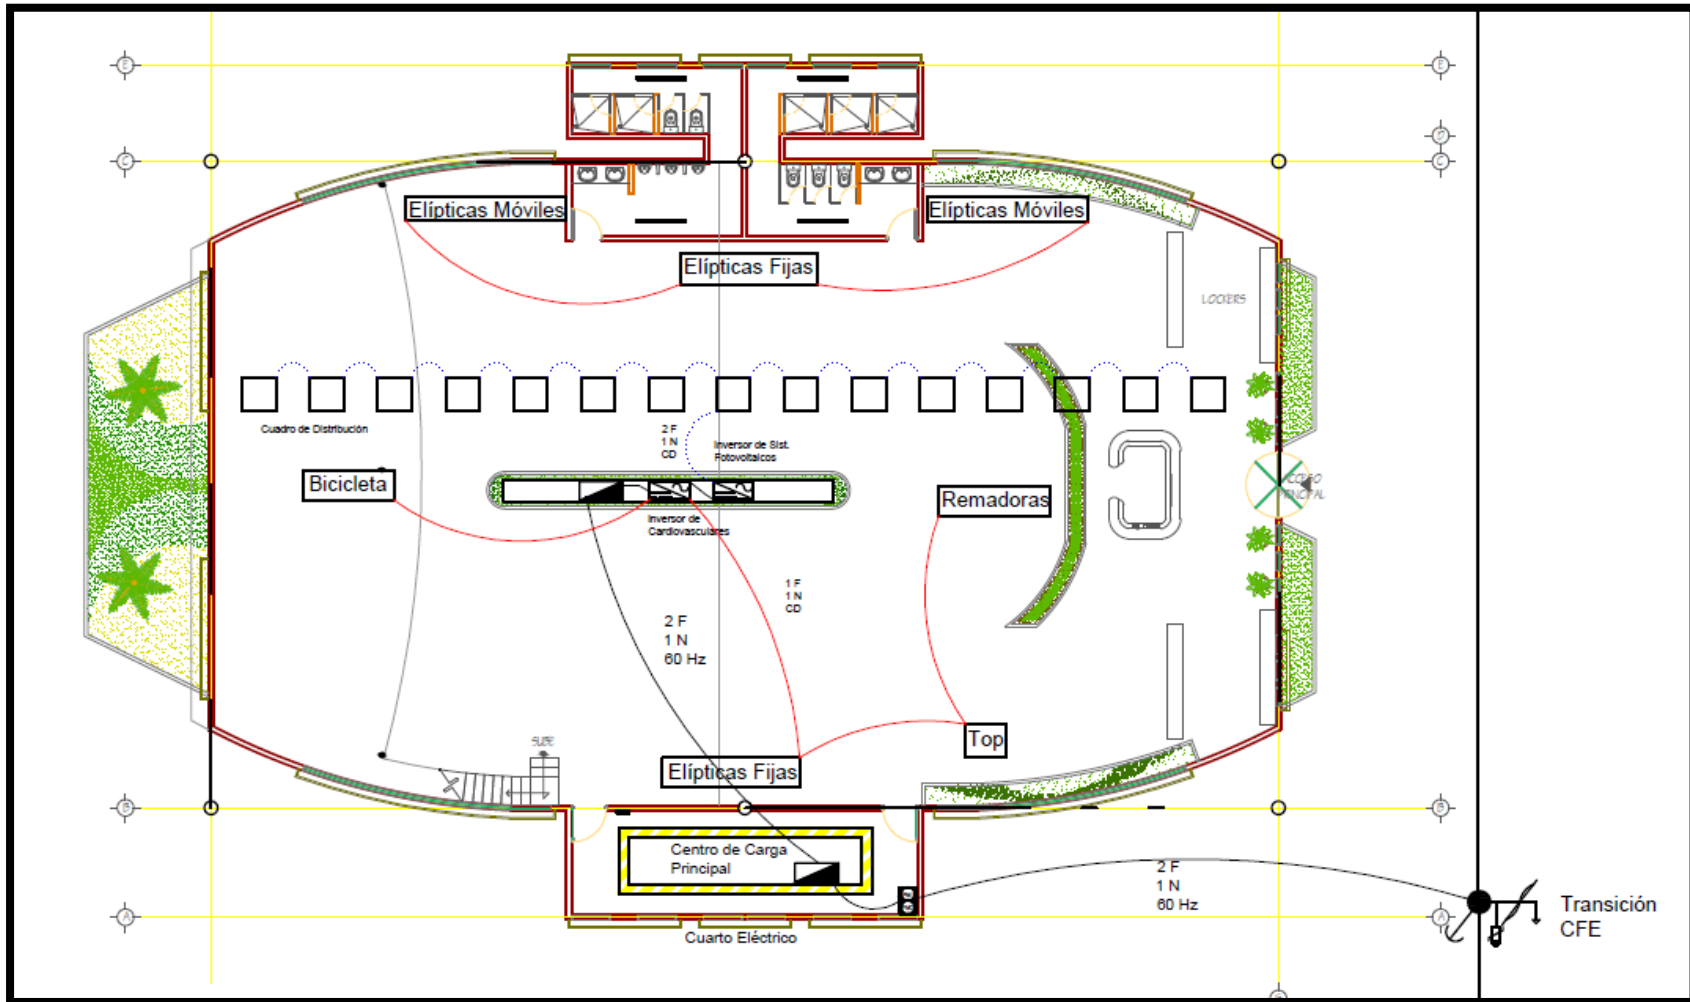 E
E
D
C
C
Elípticas Móviles
Elípticas Móviles
Elípticas Fijas
LOCKERS
Cuadro de Distribución
2 F
1 N
CD
Inversor de Sist.
Fotovoltaicos
Bicicleta
Remadoras
ACCESO
PRINCIPAL
Inversor de
Cardiovasculares
1 F
1 N
CD
2 F
1 N
60 Hz
SUBE
Top
Elípticas Fijas
B
B
Centro de Carga
Principal
2 F
1 N
60 Hz
A
A
Transición
CFE
Cuarto Eléctrico